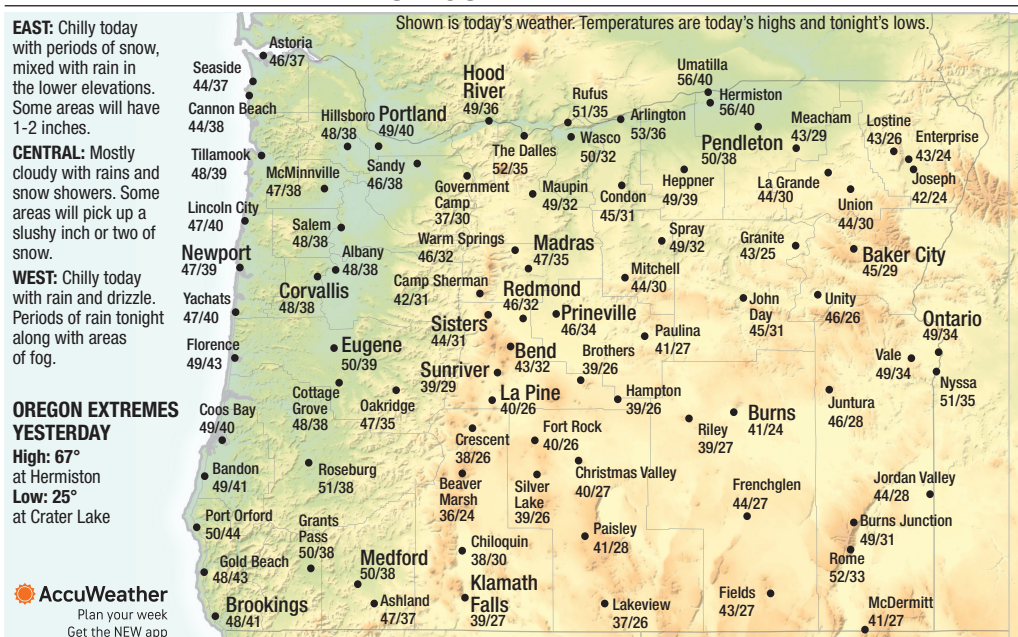 Shown is today's weather. Temperatures are today's highs and tonight's lows.
EAST: Chilly today
with periods of snow,
mixed with rain in
the lower elevations.
Some areas will have
1-2 inches.
CENTRAL: Mostly
cloudy with rains and
snow showers. Some
areas will pick up a
slushy inch or two of
snow.
WEST: Chilly today
with rain and drizzle.
Periods of rain tonight
along with areas
of fog.
OREGON EXTREMES
YESTERDAY
High: 67°
at Hermiston
Low: 25°
at Crater Lake
AccuWeather
Plan your week
Get the NEW app
Astoria
46/37
Seaside
44/37
Cannon Beach
44/38
Tillamook
48/39
Hillsboro
48/38
Portland
49/40
Sandy
46/38
McMinnville
47/38
Lincoln City
47/40
Salem
48/38
Newport
47/39
Albany
48/38
Corvallis
48/38
Yachats
47/40
Florence
49/43
Eugene
50/39
Cottage
Grove
48/38
Oakridge
47/35
Coos Bay
49/40
Bandon
49/41
Roseburg
51/38
Port Orford
50/44
Grants
Pass
50/38
Gold Beach
48/43
Medford
50/38
Brookings
48/41
Ashland
47/37
Hood
River
49/36
Rufus
51/35
The Dalles
52/35
Wasco
50/32
Arlington
53/36
Umatilla
56/40
Hermiston
56/40
Pendleton
50/38
Meacham
43/29
Lostine
43/26
Enterprise
43/24
Joseph
42/24
La Grande
44/30
Union
44/30
Government
Camp
37/30
Maupin
49/32
Condon
45/31
Heppner
49/39
Warm Springs
46/32
Madras
47/35
Spray
49/32
Granite
43/25
Baker City
45/29
Camp Sherman
42/31
Redmond
46/32
Mitchell
44/30
John
Day
45/31
Unity
46/26
Ontario
49/34
Sisters
44/31
Prineville
46/34
Paulina
41/27
Vale
49/34
Bend
43/32
Brothers
39/26
Nyssa
51/35
Sunriver
39/29
La Pine
40/26
Hampton
39/26
Burns
41/24
Juntura
46/28
Riley
39/27
Crescent
38/26
Fort Rock
40/26
Christmas Valley
40/27
Beaver
Marsh
36/24
Silver
Lake
39/26
Frenchglen
44/27
Jordan Valley
44/28
Burns Junction
49/31
Paisley
41/28
Rome
52/33
Chiloquin
38/30
Klamath
Falls
39/27
Lakeview
37/26
Fields
43/27
McDermitt
41/27